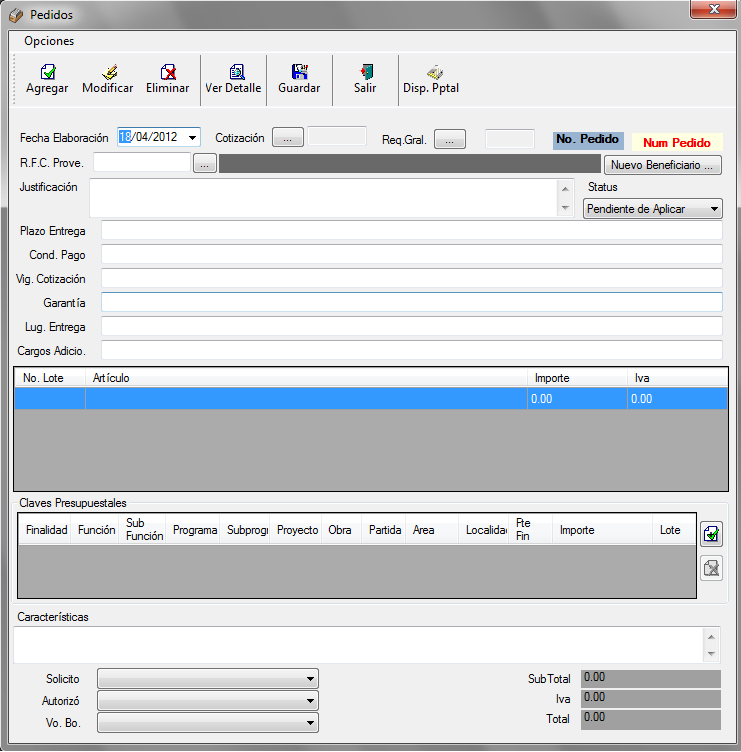 Pedidos
Opciones
Agregar Modificar Eliminar Ver Detalle Guardar Salir Disp. Pptal
Fecha Elaboración 18/04/2012 Cotización ... Req.Gral. ... No. Pedido Num Pedido
R.F.C. Prove. ... Nuevo Beneficiario ...
Justificación Status
Pendiente de Aplicar
Plazo Entrega
Cond. Pago
Vig. Cotización
Garantía
Lug. Entrega
Cargos Adicio.
No. Lote Artículo Importe Iva
0.00 0.00
Claves Presupuestales
Finalidad Función Sub Función Programa Subprogr Proyecto Obra Partida Area Localidad Fte Fin Importe Lote
Características
Solicito SubTotal 0.00
Autorizó Iva 0.00
Vo. Bo. Total 0.00